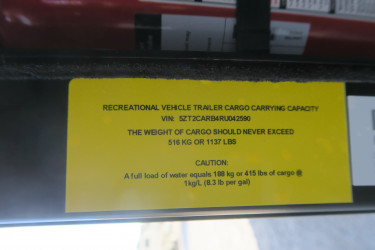 RECREATIONAL VEHICLE TRAILER CARGO CARRYING CAPACITY
VIN: 5ZT2CARB4RU042590
THE WEIGHT OF CARGO SHOULD NEVER EXCEED
516 KG OR 1137 LBS
CAUTION:
A full load of water equals 188 kg or 415 lbs of cargo @
1kg/L (8.3 lb per gal)